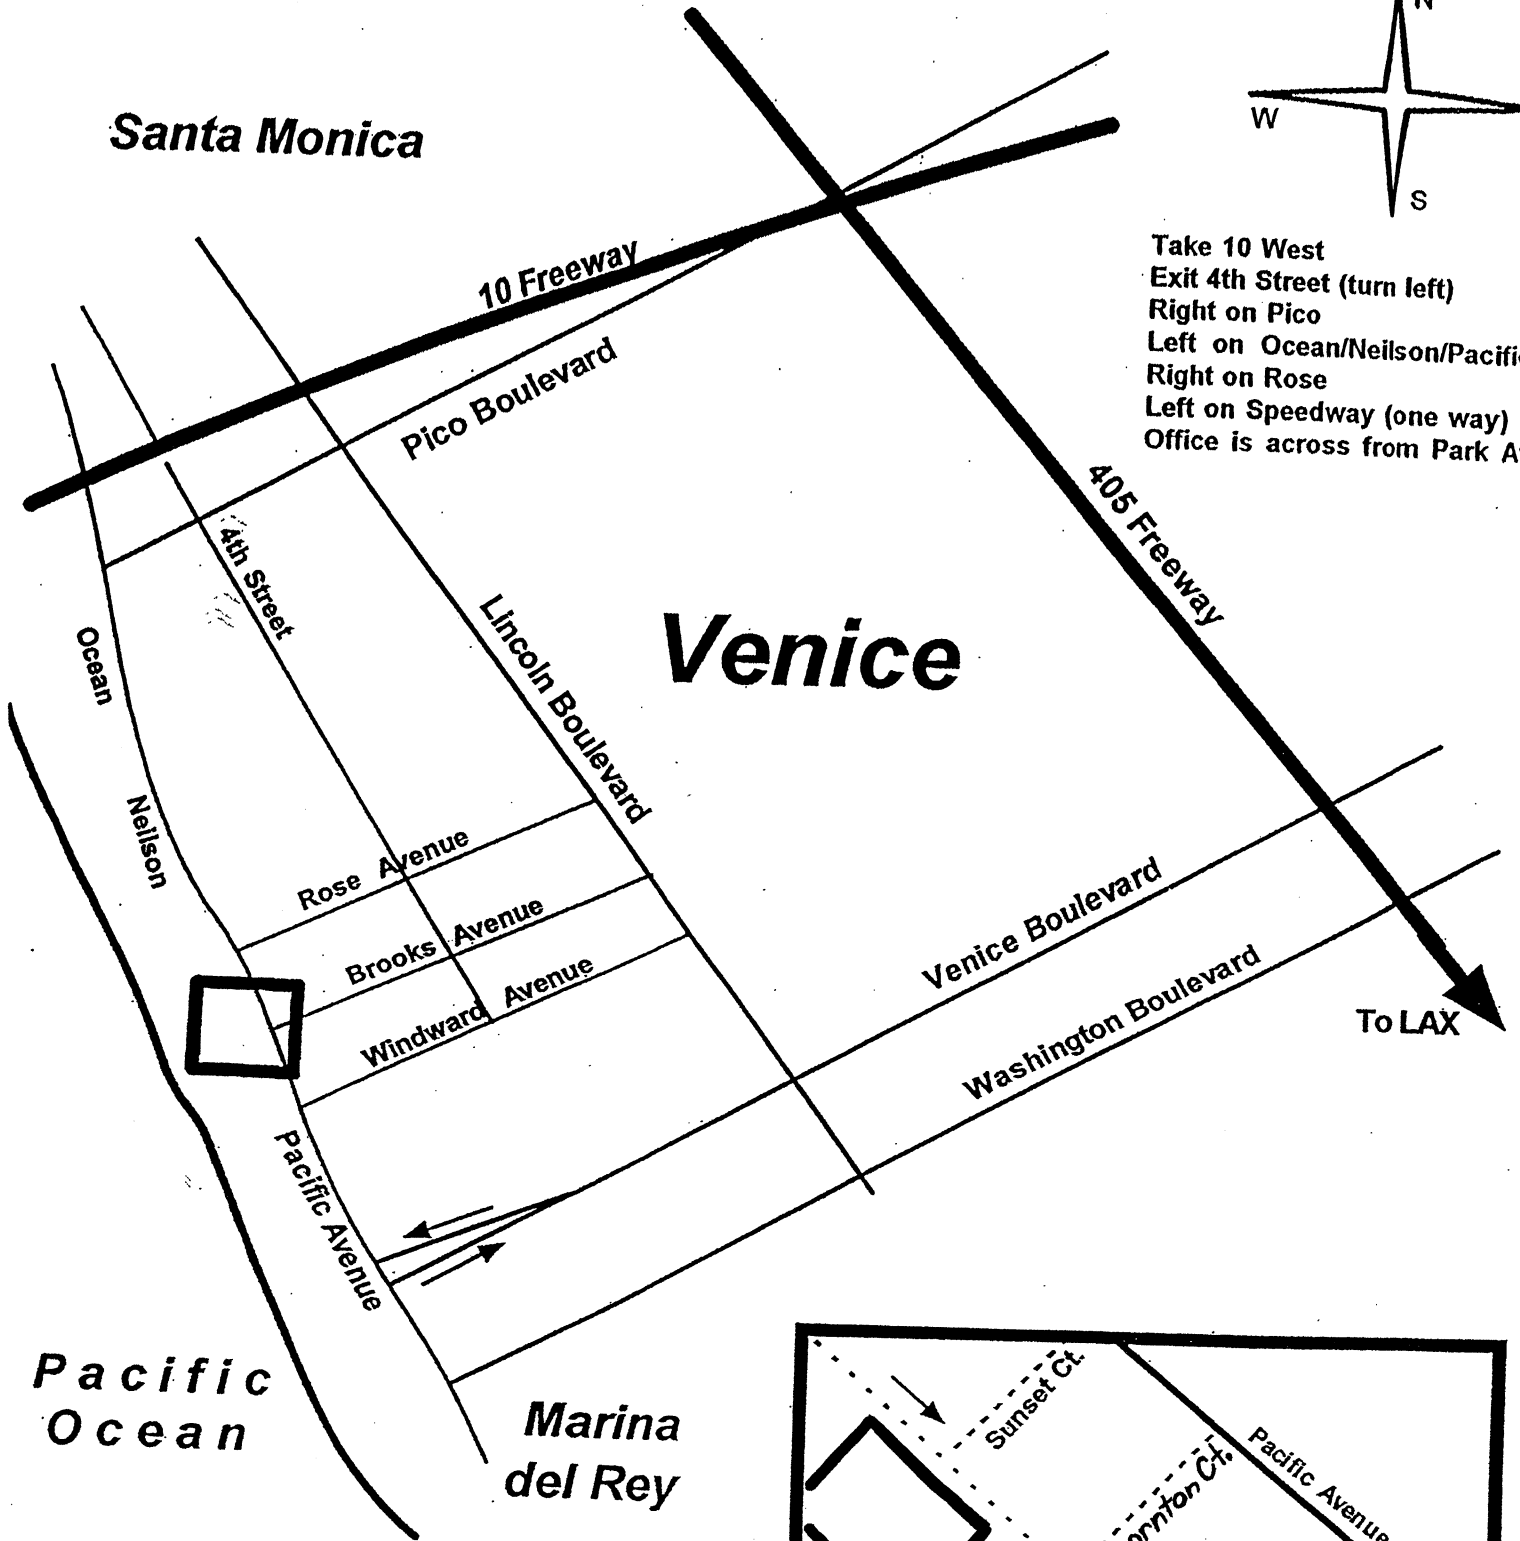 N
W
S
Santa Monica
Take 10 West
Exit 4th Street (turn left)
Right on Pico
Left on Ocean/Neilson/Pacific
Right on Rose
Left on Speedway (one way)
Office is across from Park
10 Freeway
Pico Boulevard
405 Freeway
4th Street
Lincoln Boulevard
Venice
Ocean
Neilson
Rose Avenue
Brooks Avenue
Windward Avenue
Venice Boulevard
Washington Boulevard
To LAX
Pacific Avenue
Pacific
Ocean
Marina
del Rey
Sunset Ct.
Ct.
Pacific Avenue